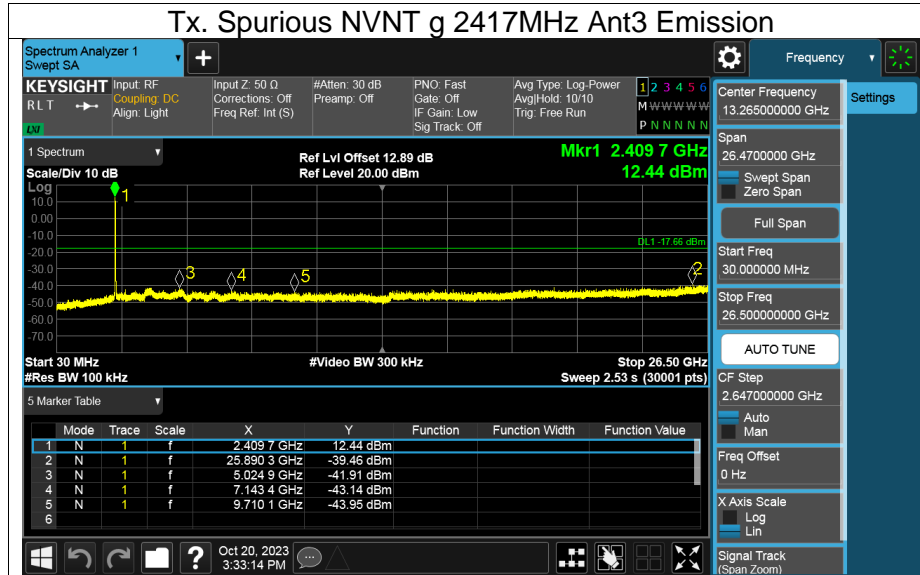 Tx. Spurious NVNT g 2417MHz Ant3 Emission
Spectrum Analyzer 1
Swept SA
Frequency
KEYSIGHT
RLT
LXI
Input: RF
Coupling: DC
Align: Light
Input Z: 50 Ω
Corrections: Off
Freq Ref: Int (S)
#Atten: 30 dB
Preamp: Off
PNO: Fast
Gate: Off
IF Gain: Low
Sig Track: Off
Avg Type: Log-Power
Avg|Hold: 10/10
Trig: Free Run
1 2 3 4 5 6
M W W W W W
P N N N N N
Center Frequency
13.265000000 GHz
Settings
1 Spectrum
Scale/Div 10 dB
Ref Lvl Offset 12.89 dB
Ref Level 20.00 dBm
Mkr1 2.409 7 GHz
12.44 dBm
Log
10.0
0.00
-10.0
-20.0
-30.0
-40.0
-50.0
-60.0
-70.0
1
3
4
5
2
DL1 -17.66 dBm
Start 30 MHz
#Res BW 100 kHz
#Video BW 300 kHz
Stop 26.50 GHz
Sweep 2.53 s (30001 pts)
Span
26.4700000 GHz
Swept Span
Zero Span
Full Span
Start Freq
30.000000 MHz
Stop Freq
26.500000000 GHz
AUTO TUNE
CF Step
2.647000000 GHz
Auto
Man
Freq Offset
0 Hz
X Axis Scale
Log
Lin
Signal Track
(Span Zoom)
5 Marker Table
Mode Trace Scale X Y Function Function Width Function Value
1 N 1 f 2.409 7 GHz 12.44 dBm
2 N 1 f 25.890 3 GHz -39.46 dBm
3 N 1 f 5.024 9 GHz -41.91 dBm
4 N 1 f 7.143 4 GHz -43.14 dBm
5 N 1 f 9.710 1 GHz -43.95 dBm
6
?
Oct 20, 2023
3:33:14 PM